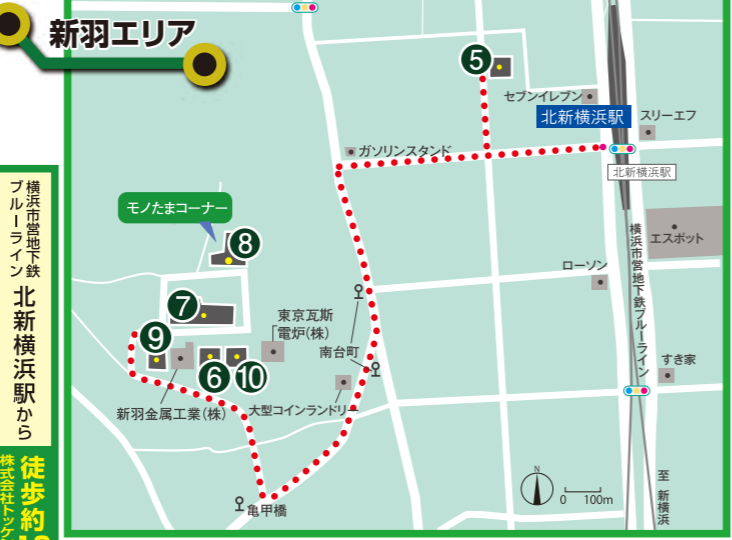 新羽エリア
⑤
セブンイレブン
北新横浜駅
スリーエフ
ガソリンスタンド
北新横浜駅
モノたまコーナー
⑧
横浜市営地下鉄ブルーライン
エスポット
ローソン
⑦
東京瓦斯
電炉(株)
⑨
南台町
すき家
⑥
⑩
新羽金属工業(株)
大型コインランドリー
N
0 100m
至 新横浜
亀甲橋
横浜市営地下鉄
ブルーライン
北新横浜駅から
徒歩約